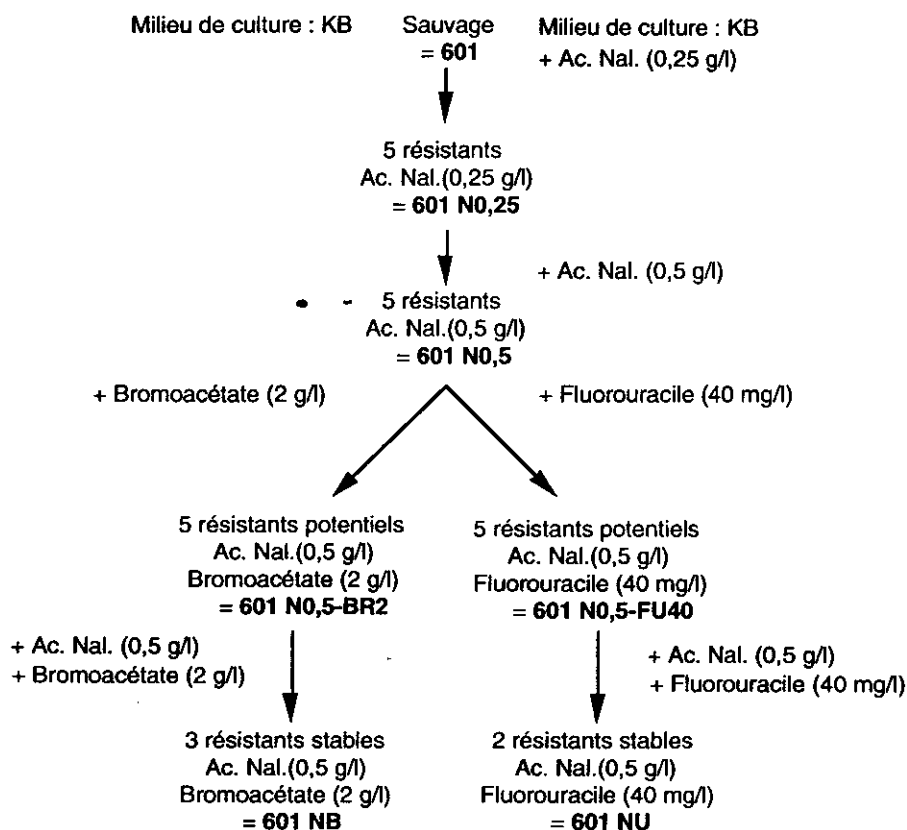 Milieu de culture : KB
Sauvage
= 601
Milieu de culture : KB
+ Ac. Nal. (0,25 g/l)
5 résistants
Ac. Nal.(0,25 g/l)
= 601 N0,25
+ Ac. Nal. (0,5 g/l)
5 résistants
Ac. Nal.(0,5 g/l)
= 601 N0,5
+ Bromoacétate (2 g/l)
+ Fluorouracile (40 mg/l)
5 résistants potentiels
Ac. Nal.(0,5 g/l)
Bromoacétate (2 g/l)
= 601 N0,5-BR2
5 résistants potentiels
Ac. Nal.(0,5 g/l)
Fluorouracile (40 mg/l)
= 601 N0,5-FU40
+ Ac. Nal. (0,5 g/l)
+ Bromoacétate (2 g/l)
+ Ac. Nal. (0,5 g/l)
+ Fluorouracile (40 mg/l)
3 résistants stables
Ac. Nal.(0,5 g/l)
Bromoacétate (2 g/l)
= 601 NB
2 résistants stables
Ac. Nal.(0,5 g/l)
Fluorouracile (40 mg/l)
= 601 NU